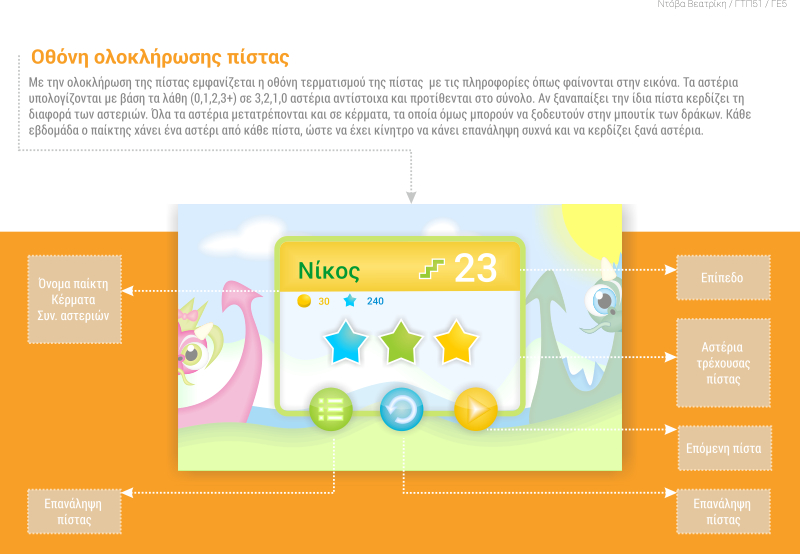 Ντάβα Βεατρίκη / ΓΤΠ51 / ΓΕ5
Οθόνη ολοκλήρωσης πίστας
Με την ολοκλήρωση της πίστας εμφανίζεται η οθόνη τερματισμού της πίστας με τις πληροφορίες όπως φαίνονται στην εικόνα. Τα αστέρια
υπολογίζονται με βάση τα λάθη (0,1,2,3+) σε 3,2,1,0 αστέρια αντίστοιχα και προτίθενται στο σύνολο. Αν ξαναπαίξει την ίδια πίστα κερδίζει τη
διαφορά των αστεριών. Όλα τα αστέρια μετατρέπονται και σε κέρματα, τα οποία όμως μπορούν να ξοδευτούν στην μπουτίκ των δράκων. Κάθε
εβδομάδα ο παίκτης χάνει ένα αστέρι από κάθε πίστα, ώστε να έχει κίνητρο να κάνει επανάληψη συχνά και να κερδίζει ξανά αστέρια.
Όνομα παίκτη
Κέρματα
Συν. αστεριών
Νίκος
23
30
240
Επίπεδο
Αστέρια
τρέχουσας
πίστας
Επόμενη πίστα
Επανάληψη
πίστας
Επανάληψη
πίστας